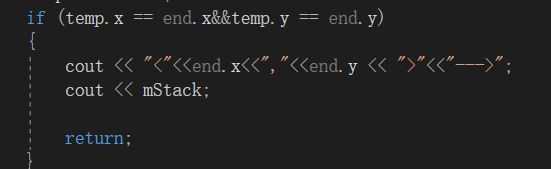 if (temp.x == end.x&&temp.y == end.y)
{
cout << "<"<<end.x<<","<<end.y << ">"<<"--->";
cout << mStack;
return;
}